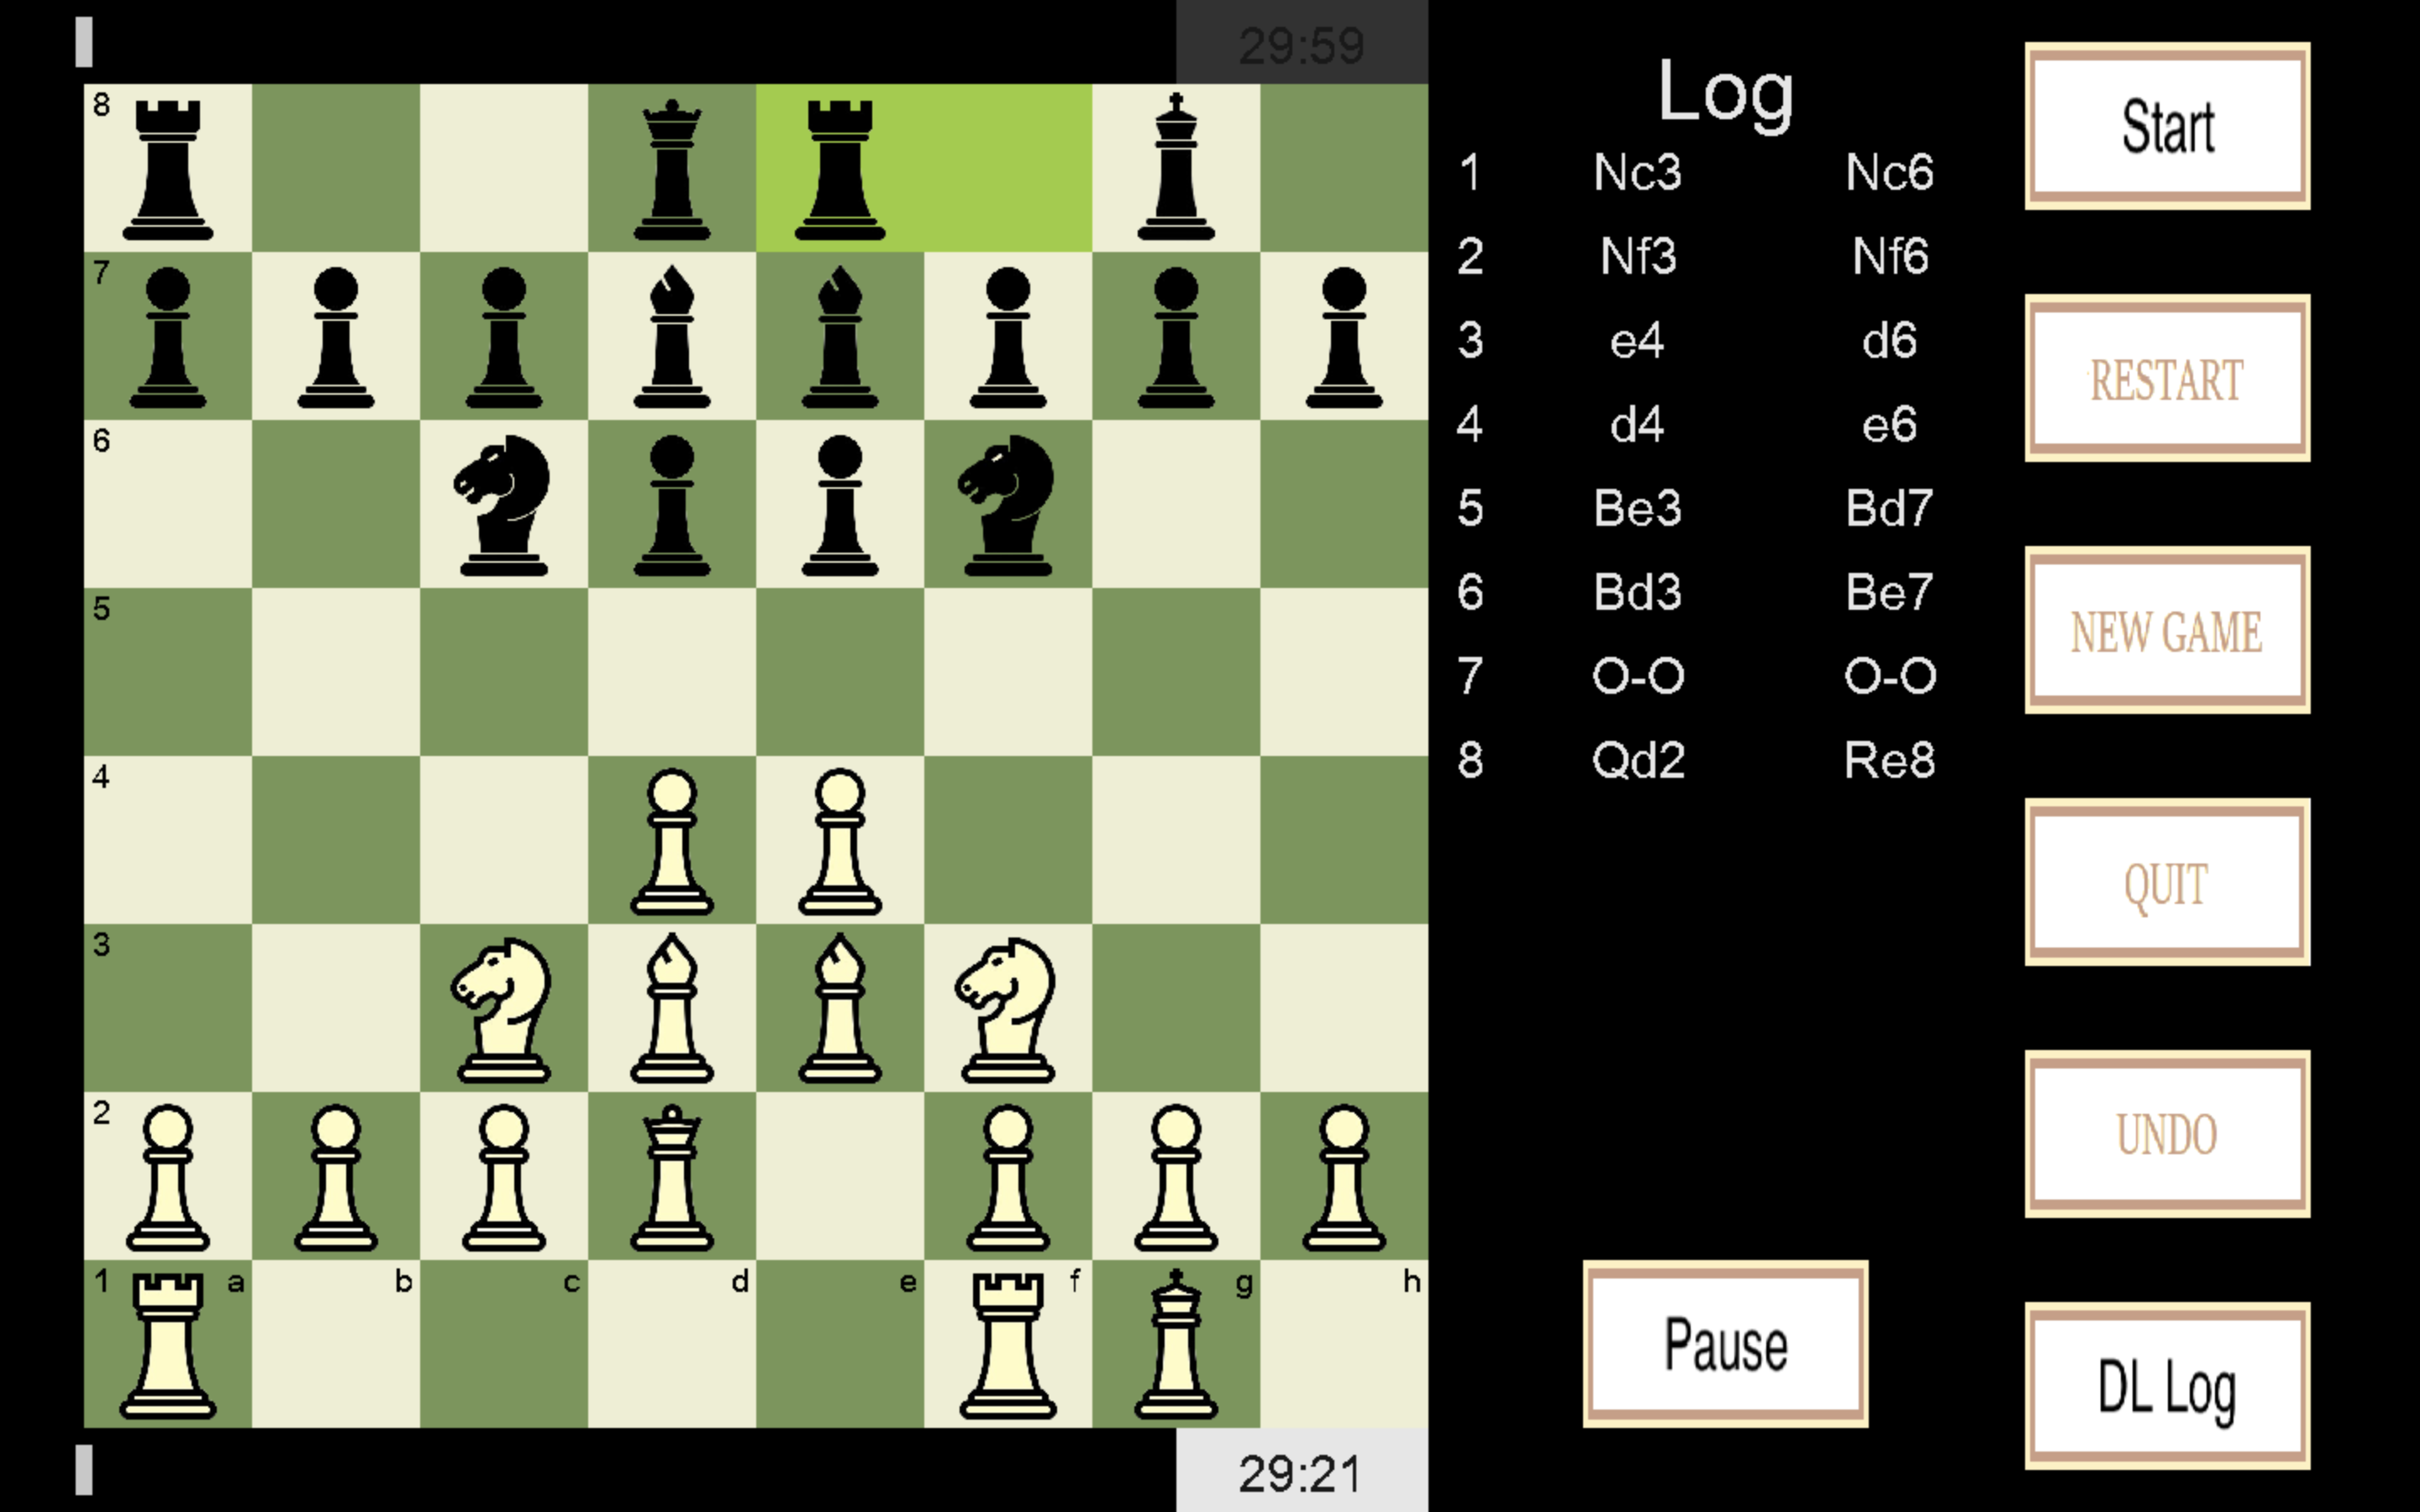 29:59
8
7
6
5
4
3
2
1 a b c d e f g h
29:21
Log
1 Nc3 Nc6
2 Nf3 Nf6
3 e4 d6
4 d4 e6
5 Be3 Bd7
6 Bd3 Be7
7 O-O O-O
8 Qd2 Re8
Pause
Start
RESTART
NEW GAME
QUIT
UNDO
DL Log